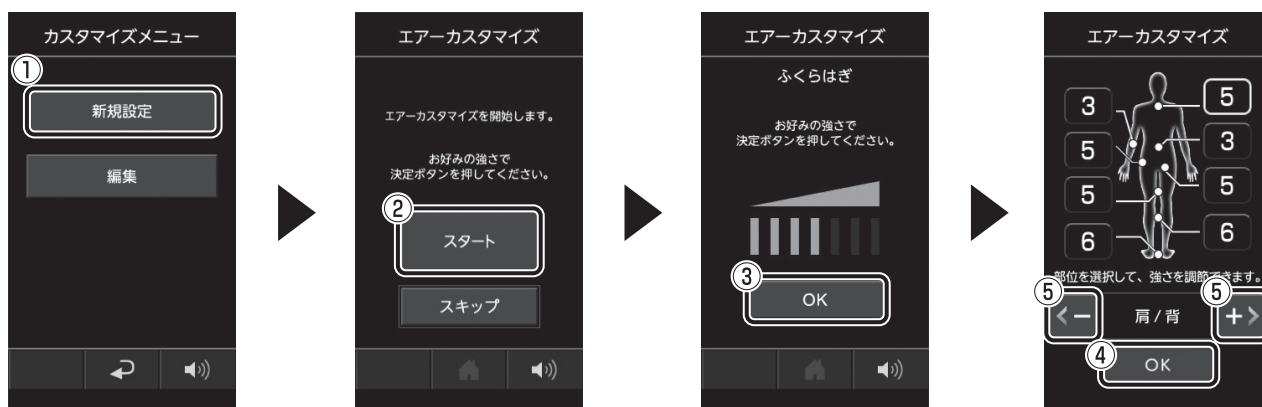 カスタマイズメニュー
①
新規設定
編集
エアーカスタマイズ
エアーカスタマイズを開始します。
お好みの強さで
決定ボタンを押してください。
②
スタート
スキップ
エアーカスタマイズ
ふくらはぎ
お好みの強さで
決定ボタンを押してください。
③
OK
エアーカスタマイズ
3 5
5 3
5 5
6 6
部位を選択して、強さを調節できます。
⑤ ⑤
<− 肩/背 +>
④
OK